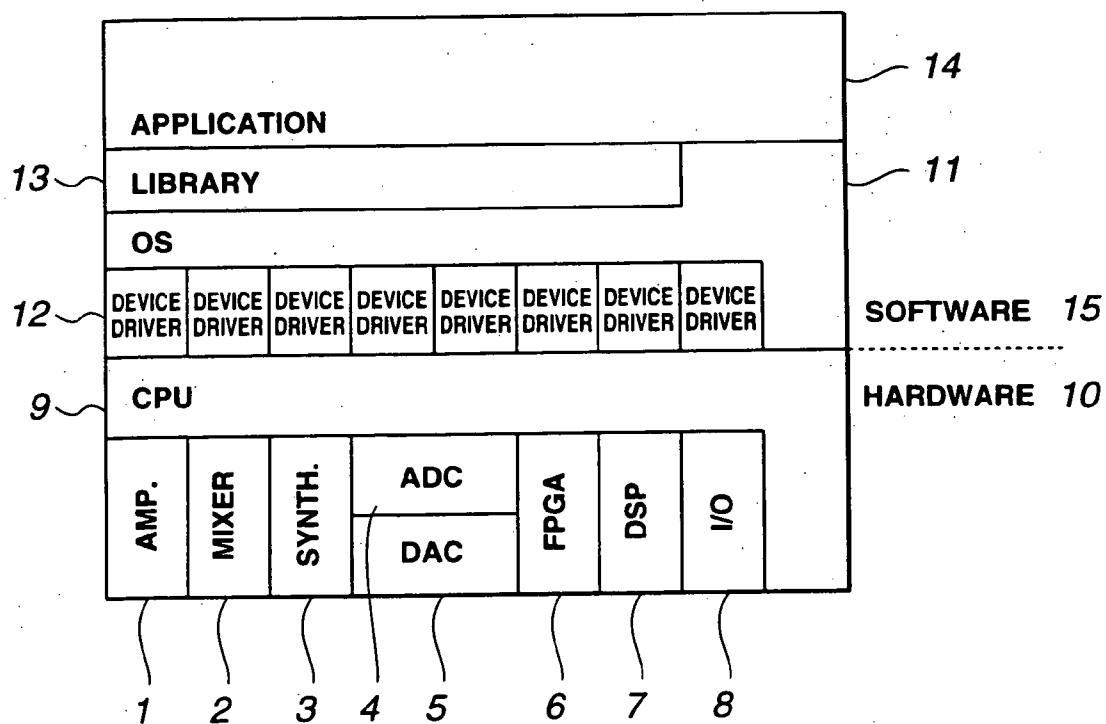 14
APPLICATION
13 LIBRARY 11
OS
12 DEVICE DRIVER DEVICE DRIVER DEVICE DRIVER DEVICE DRIVER DEVICE DRIVER DEVICE DRIVER DEVICE DRIVER DEVICE DRIVER SOFTWARE 15
9 CPU HARDWARE 10
AMP. MIXER SYNTH. ADC FPGA DSP I/O
DAC
1 2 3 4 5 6 7 8